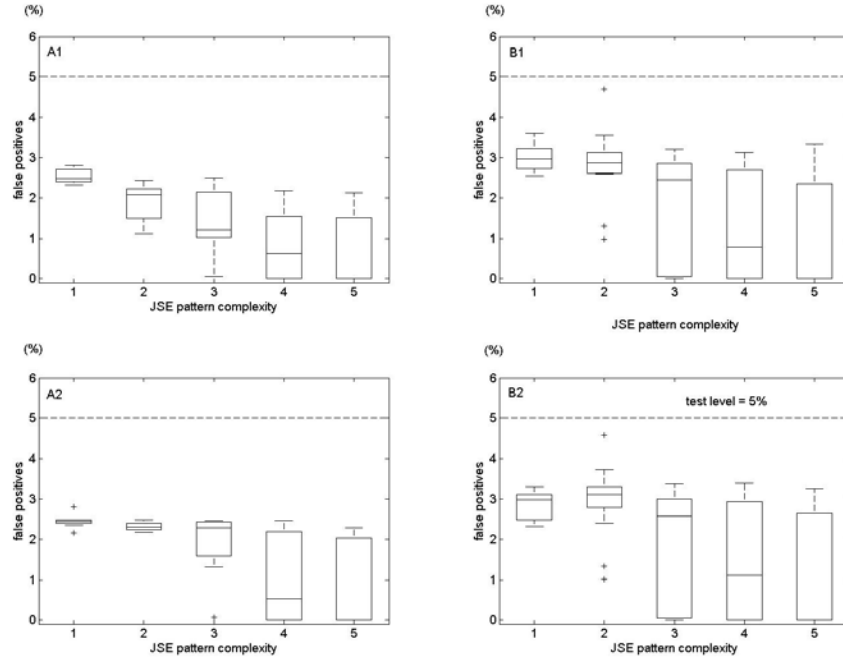 (%)
A1
false positives
6
5
4
3
2
1
0
1 2 3 4 5
JSE pattern complexity
(%)
B1
false positives
6
5
4
3
2
1
0
1 2 3 4 5
JSE pattern complexity
(%)
A2
false positives
6
5
4
3
2
1
0
1 2 3 4 5
JSE pattern complexity
(%)
B2
test level = 5%
false positives
6
5
4
3
2
1
0
1 2 3 4 5
JSE pattern complexity